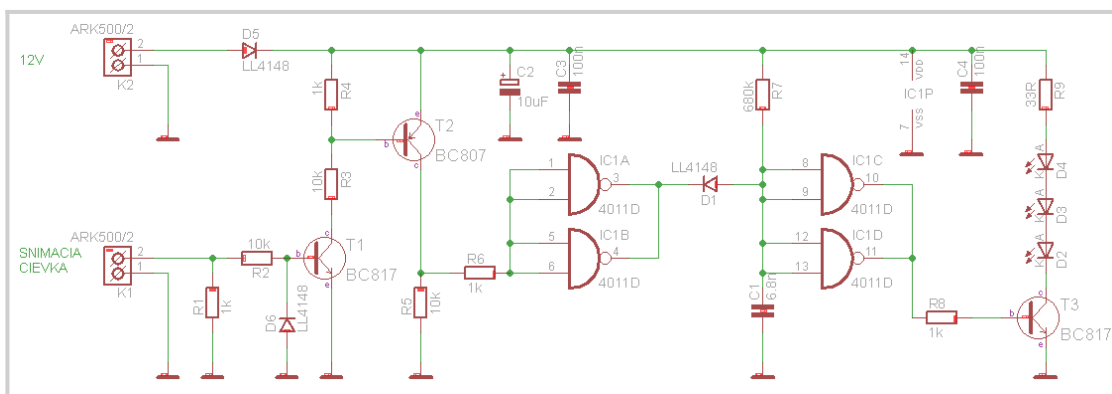 ARK500/2
12V
2
1
K2
D5
LL4148
1k
R4
b
e
c
T2
BC807
10k
R3
+
C2
10uF
C3
100n
680k
R7
14
VDD
IC1P
7
VSS
C4
100n
33R
R9
IC1A
1
2
3
4011D
IC1B
5
6
4
4011D
LL4148
D1
IC1C
8
9
10
4011D
IC1D
12
13
11
4011D
A
K
D4
A
K
D3
A
K
D2
SNIMACIA
CIEVKA
ARK500/2
2
1
K1
R1
1k
10k
R2
D6
LL4148
b
c
e
T1
BC817
R5
10k
R6
1k
C1
6.8n
R8
1k
b
c
e
T3
BC817